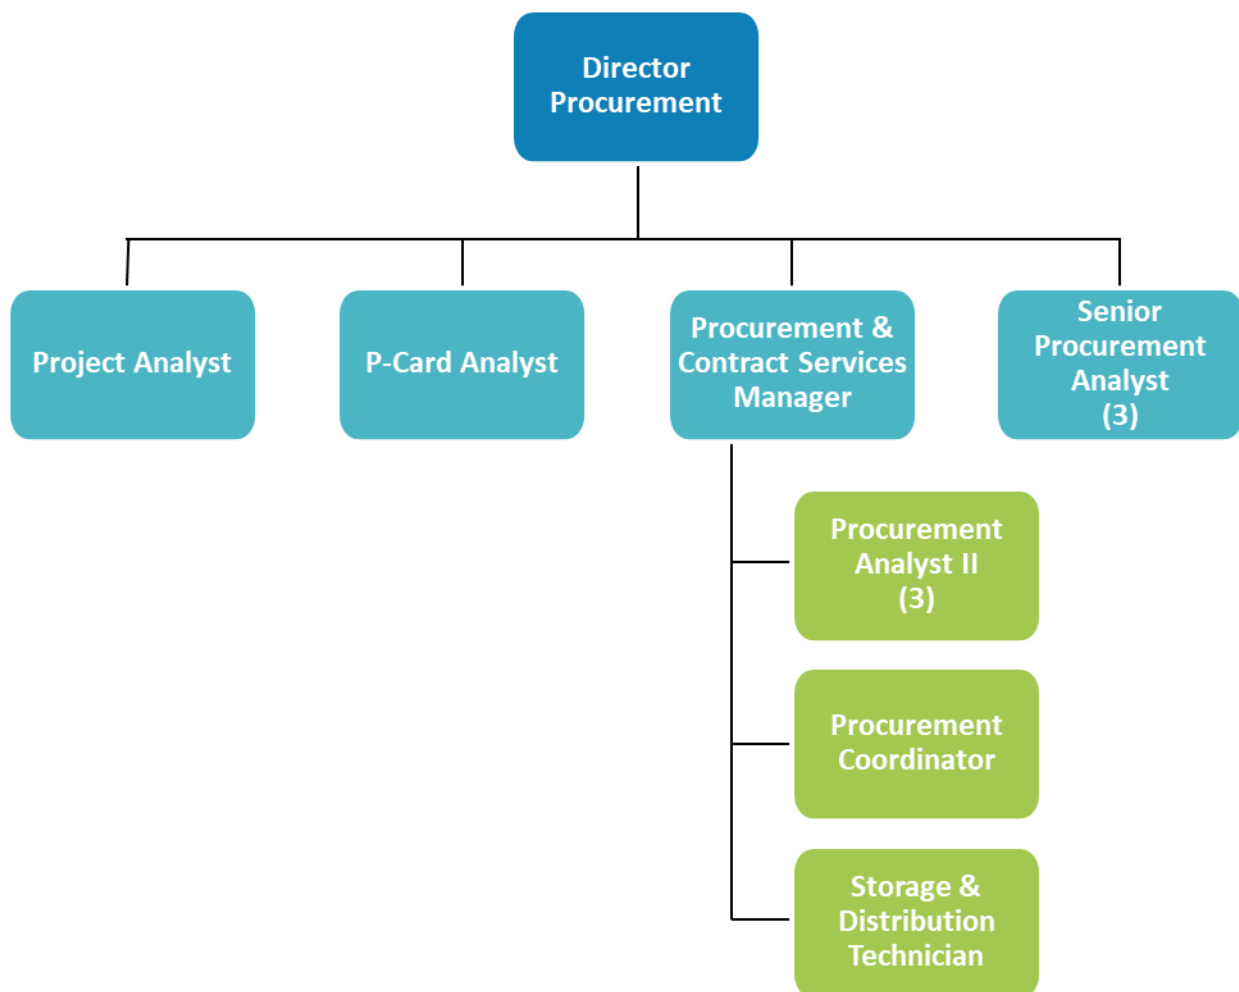 Director
Procurement
Project Analyst
P-Card Analyst
Procurement &
Contract Services
Manager
Senior
Procurement
Analyst
(3)
Procurement
Analyst II
(3)
Procurement
Coordinator
Storage &
Distribution
Technician